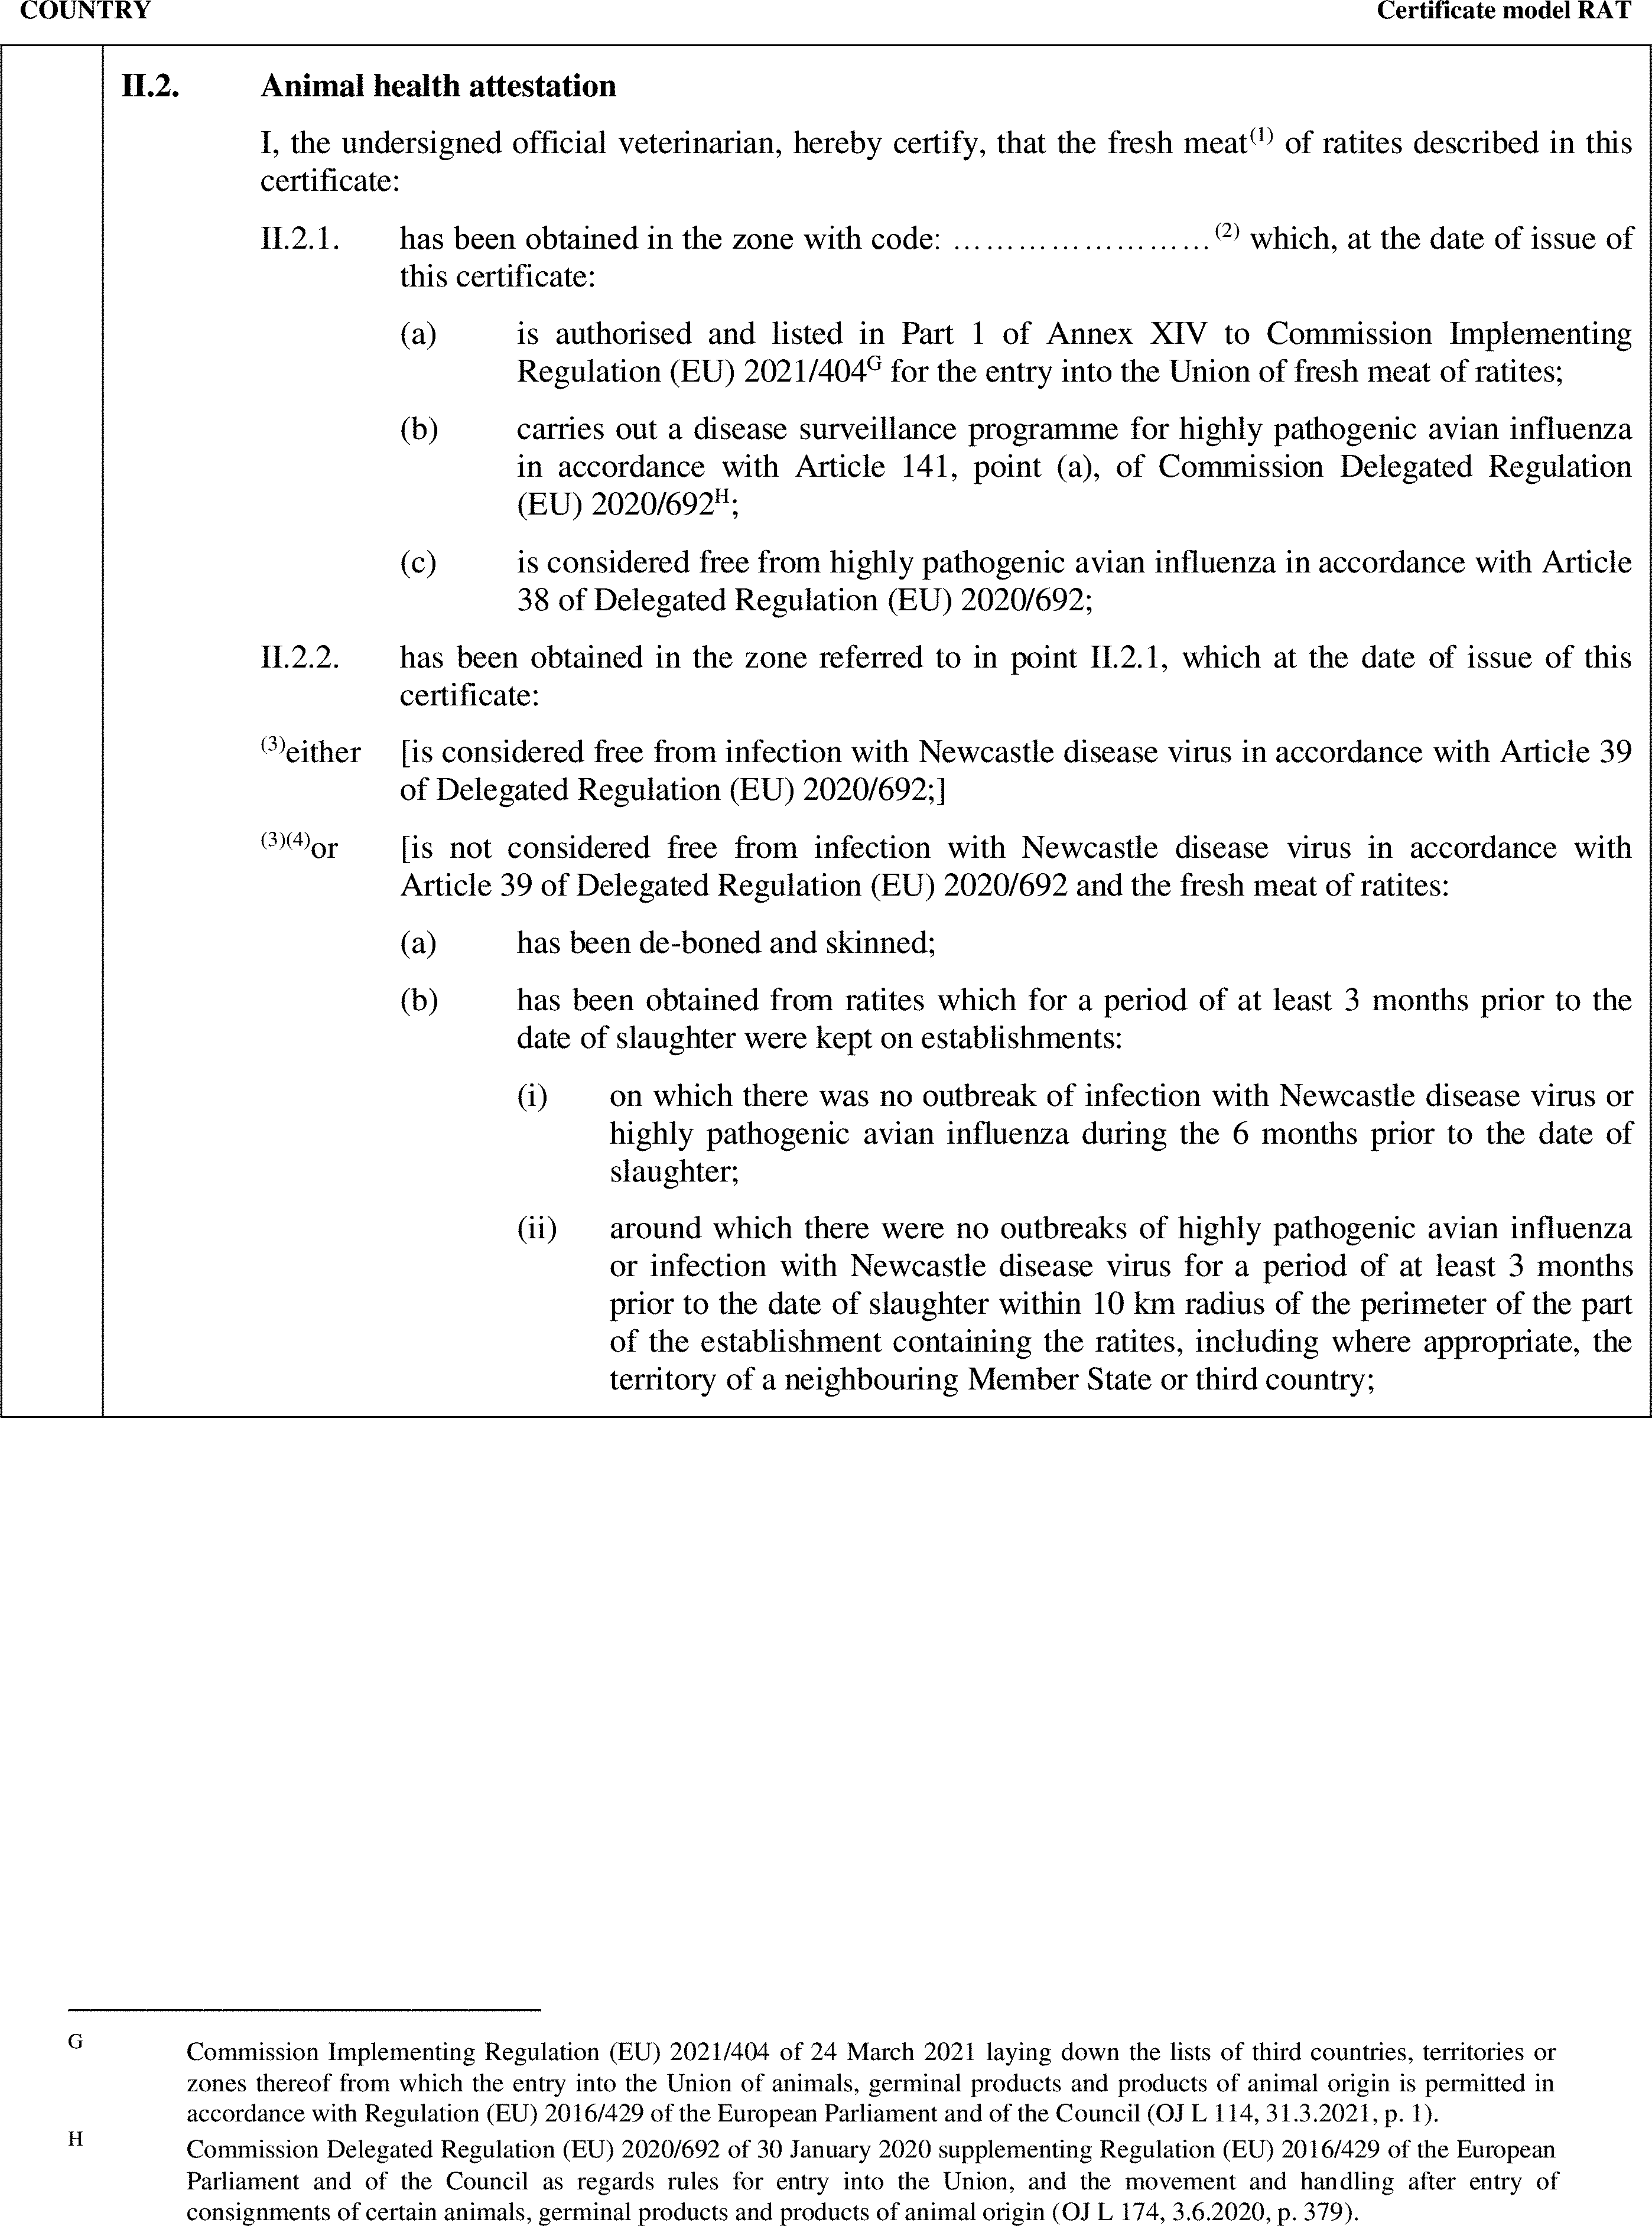 COUNTRY Certificate model RAT
II.2. Animal health attestation
I, the undersigned official veterinarian, hereby certify, that the fresh meat(1) of ratites described in this
certificate:
II.2.1. has been obtained in the zone with code: ……………………(2) which, at the date of issue of
this certificate:
(a) is authorised and listed in Part 1 of Annex XIV to Commission Implementing
Regulation (EU) 2021/404G for the entry into the Union of fresh meat of ratites;
(b) carries out a disease surveillance programme for highly pathogenic avian influenza
in accordance with Article 141, point (a), of Commission Delegated Regulation
(EU) 2020/692H;
(c) is considered free from highly pathogenic avian influenza in accordance with Article
38 of Delegated Regulation (EU) 2020/692;
II.2.2. has been obtained in the zone referred to in point II.2.1, which at the date of issue of this
certificate:
(3)either [is considered free from infection with Newcastle disease virus in accordance with Article 39
of Delegated Regulation (EU) 2020/692;]
(3)(4)or [is not considered free from infection with Newcastle disease virus in accordance with
Article 39 of Delegated Regulation (EU) 2020/692 and the fresh meat of ratites:
(a) has been de-boned and skinned;
(b) has been obtained from ratites which for a period of at least 3 months prior to the
date of slaughter were kept on establishments:
(i) on which there was no outbreak of infection with Newcastle disease virus or
highly pathogenic avian influenza during the 6 months prior to the date of
slaughter;
(ii) around which there were no outbreaks of highly pathogenic avian influenza
or infection with Newcastle disease virus for a period of at least 3 months
prior to the date of slaughter within 10 km radius of the perimeter of the part
of the establishment containing the ratites, including where appropriate, the
territory of a neighbouring Member State or third country;
G Commission Implementing Regulation (EU) 2021/404 of 24 March 2021 laying down the lists of third countries, territories or
zones thereof from which the entry into the Union of animals, germinal products and products of animal origin is permitted in
accordance with Regulation (EU) 2016/429 of the European Parliament and of the Council (OJ L 114, 31.3.2021, p. 1).
H Commission Delegated Regulation (EU) 2020/692 of 30 January 2020 supplementing Regulation (EU) 2016/429 of the European
Parliament and of the Council as regards rules for entry into the Union, and the movement and handling after entry of
consignments of certain animals, germinal products and products of animal origin (OJ L 174, 3.6.2020, p. 379).